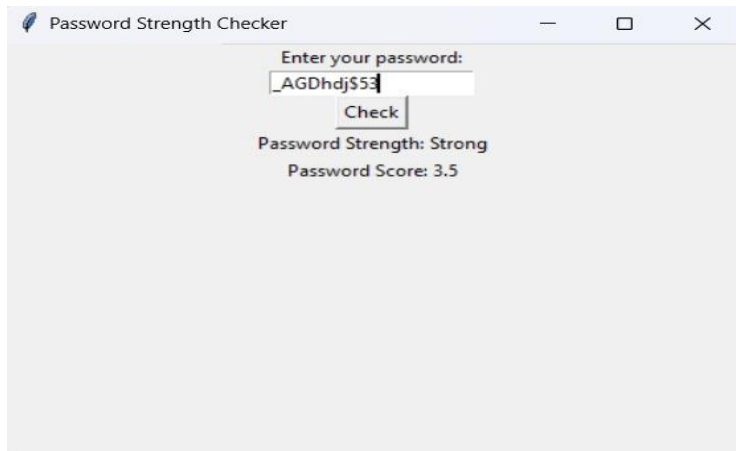 Password Strength Checker
Enter your password:
_AGDhdj$53
Check
Password Strength: Strong
Password Score: 3.5